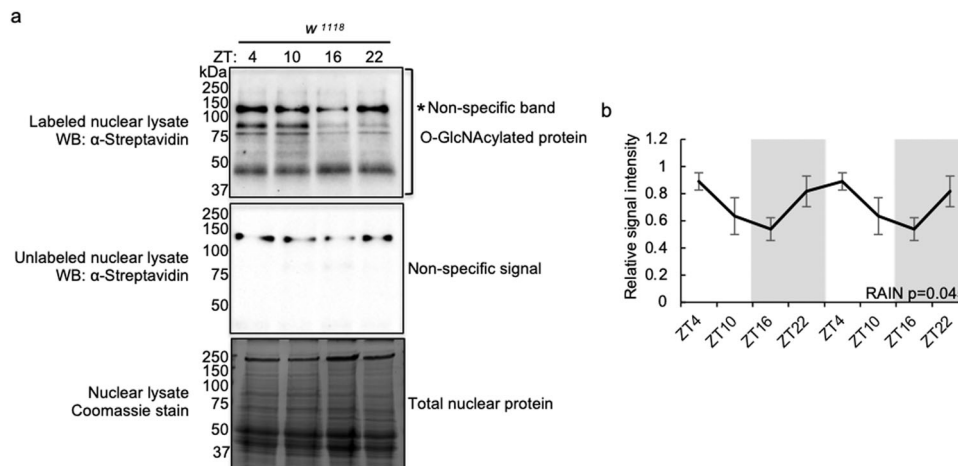 a
w 1118
ZT: 4 10 16 22
kDa
250
150
100
75
50
37
Labeled nuclear lysate
WB: α-Streptavidin
* Non-specific band
O-GlcNAcylated protein
250
150
100
75
50
Unlabeled nuclear lysate
WB: α-Streptavidin
Non-specific signal
250
150
100
75
50
37
Nuclear lysate
Coomassie stain
Total nuclear protein
b
Relative signal intensity
1.2
1
0.8
0.6
0.4
0.2
0
RAIN p=0.04
ZT4 ZT10 ZT16 ZT22 ZT4 ZT10 ZT16 ZT22